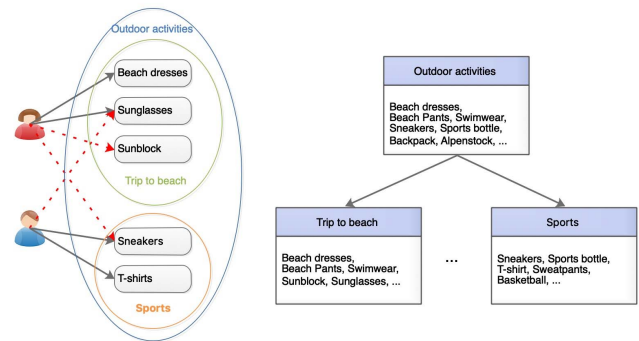 Outdoor activities
Beach dresses
Sunglasses
Sunblock
Trip to beach
Sneakers
T-shirts
Sports
Outdoor activities
Beach dresses,
Beach Pants, Swimwear,
Sneakers, Sports bottle,
Backpack, Alpenstock, ...
Trip to beach
Beach dresses,
Beach Pants, Swimwear,
Sunblock, Sunglasses, ...
...
Sports
Sneakers, Sports bottle,
T-shirt, Sweatpants,
Basketball, ...